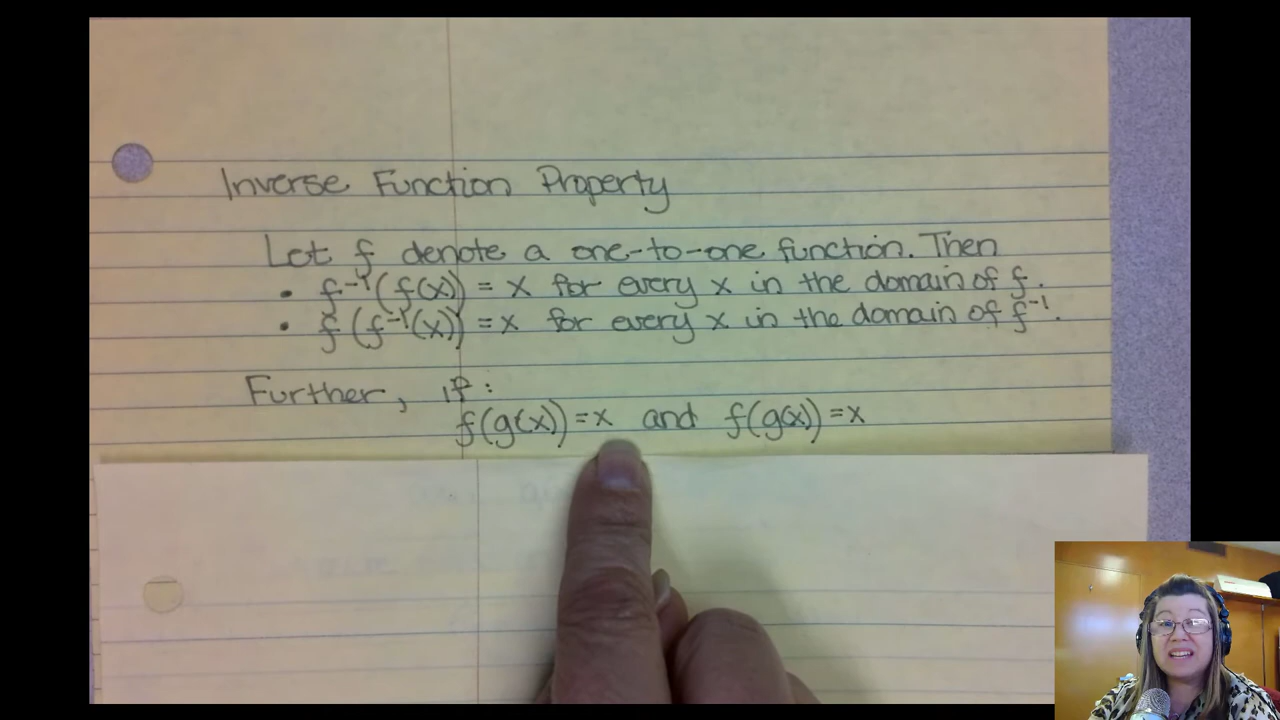 Inverse Function Property
Let f denote a one-to-one function. Then
• f⁻¹(f(x)) = x for every x in the domain of f.
• f(f⁻¹(x)) = x for every x in the domain of f⁻¹.
Further, if:
f(g(x)) = x and f(g(x)) = x